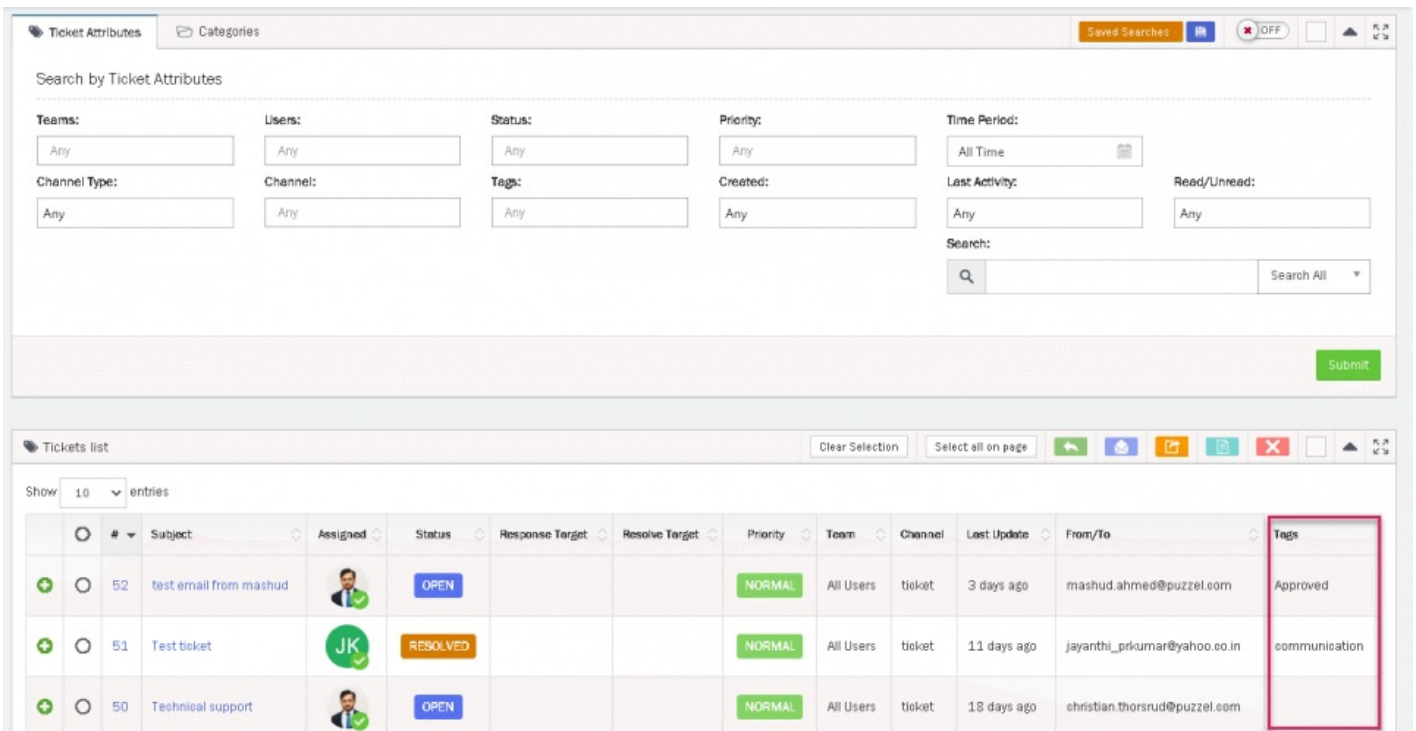 Ticket Attributes Categories Saved Searches OFF
Search by Ticket Attributes
Teams: Users: Status: Priority: Time Period:
Any Any Any Any All Time
Channel Type: Channel: Tags: Created: Last Activity: Read/Unread:
Any Any Any Any Any Any
Search:
Search All
Submit
Tickets list Clear Selection Select all on page
Show 10 entries
# Subject Assigned Status Response Target Resolve Target Priority Team Channel Last Update From/To Tags
52 test email from mashud OPEN NORMAL All Users ticket 3 days ago mashud.ahmed@puzzel.com Approved
51 Test ticket JK RESOLVED NORMAL All Users ticket 11 days ago jayanthi_prkumar@yahoo.co.in communication
50 Technical support OPEN NORMAL All Users ticket 18 days ago christian.thorsrud@puzzel.com